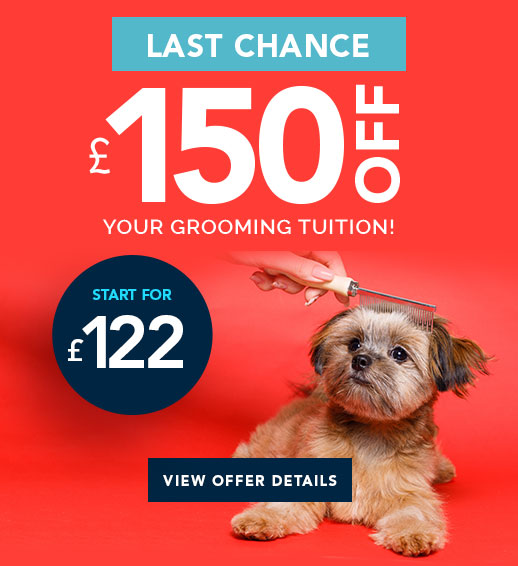 LAST CHANCE
£150 OFF
YOUR GROOMING TUITION!
START FOR
£122
VIEW OFFER DETAILS